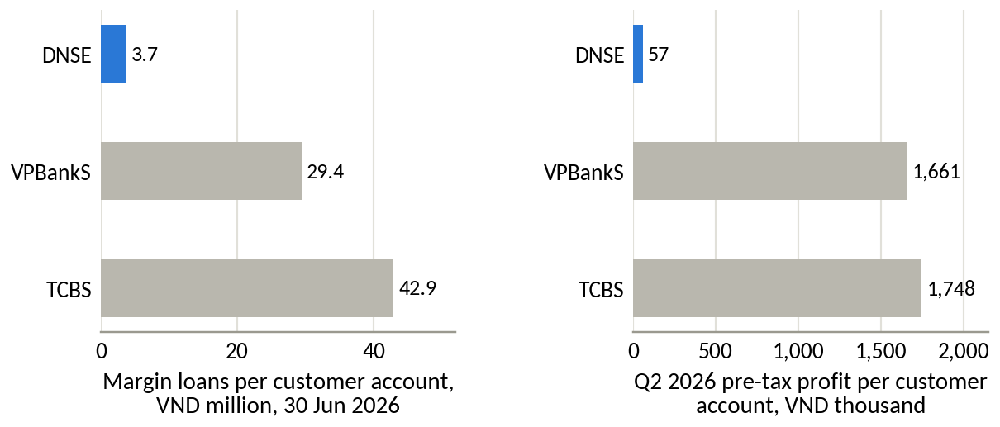 DNSE
3.7
VPBankS
29.4
TCBS
42.9
0 20 40
Margin loans per customer account,
VND million, 30 Jun 2026
DNSE
57
VPBankS
1,661
TCBS
1,748
0 500 1,000 1,500 2,000
Q2 2026 pre-tax profit per customer
account, VND thousand